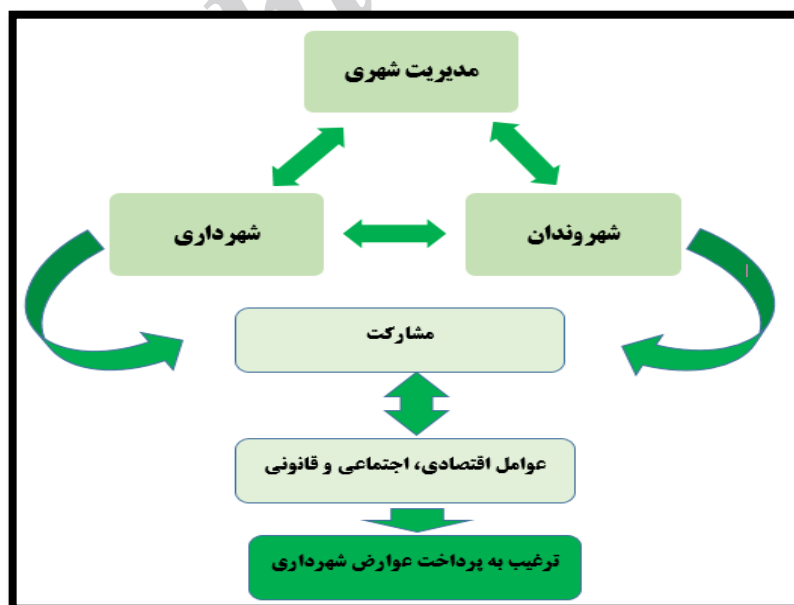 مدیریت شهری
شهروندان
شهرداری
مشارکت
عوامل اقتصادی، اجتماعی و قانونی
ترغیب به پرداخت عوارض شهرداری